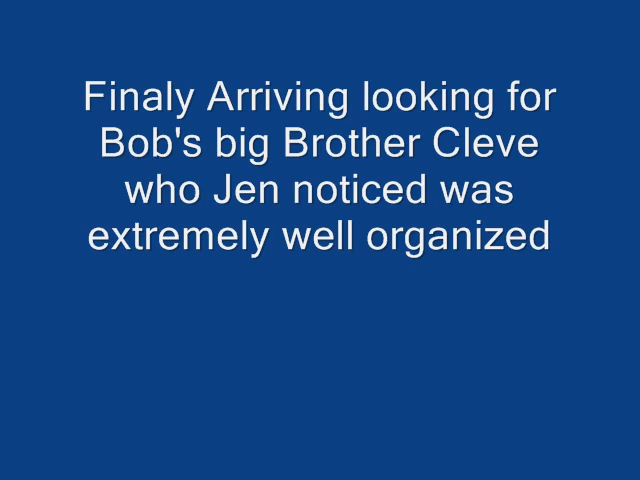 Finaly Arriving looking for
Bob's big Brother Cleve
who Jen noticed was
extremely well organized